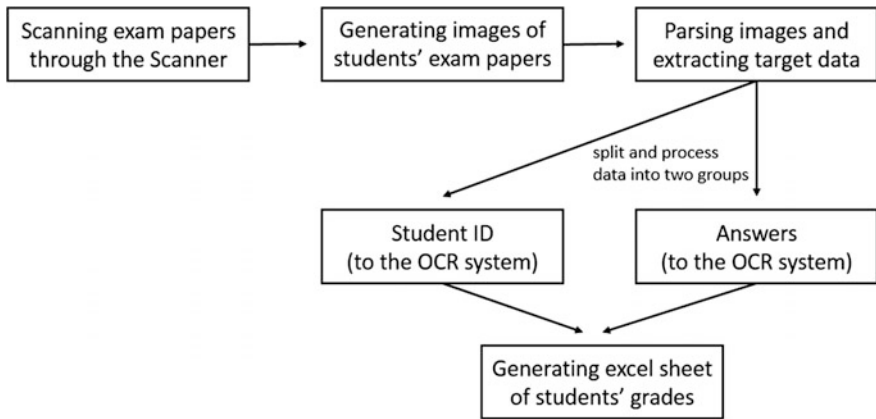 Scanning exam papers
through the Scanner
Generating images of
students’ exam papers
Parsing images and
extracting target data
split and process
data into two groups
Student ID
(to the OCR system)
Answers
(to the OCR system)
Generating excel sheet
of students’ grades